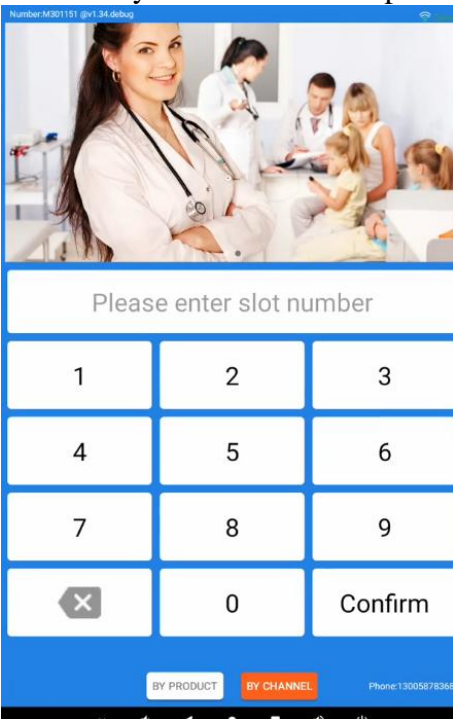 Number:M301151 @v1.34.debug
Please enter slot number
1 2 3
4 5 6
7 8 9
0 Confirm
BY PRODUCT BY CHANNEL Phone:13005878368